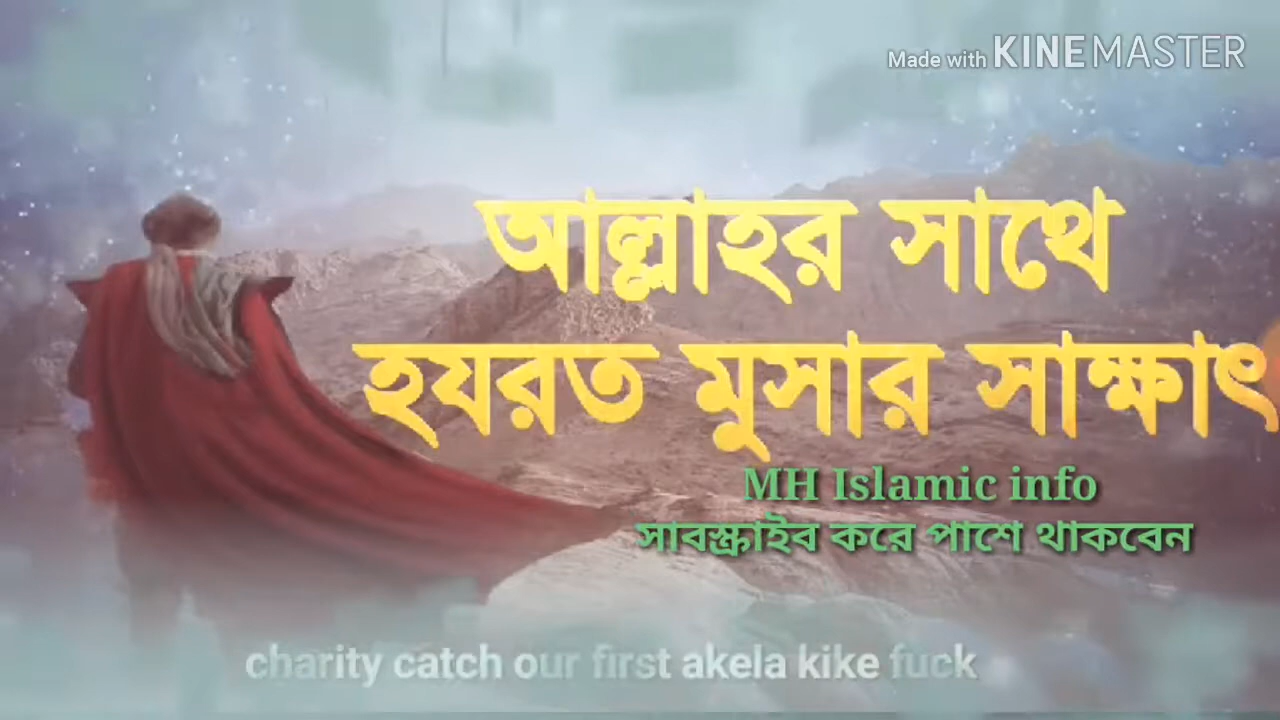 Made with KINEMASTER
আল্লাহর সাথে
হযরত মুসার সাক্ষাৎ
MH Islamic info
সাবস্ক্রাইব করে পাশে থাকবেন
charity catch our first akela kike fuck